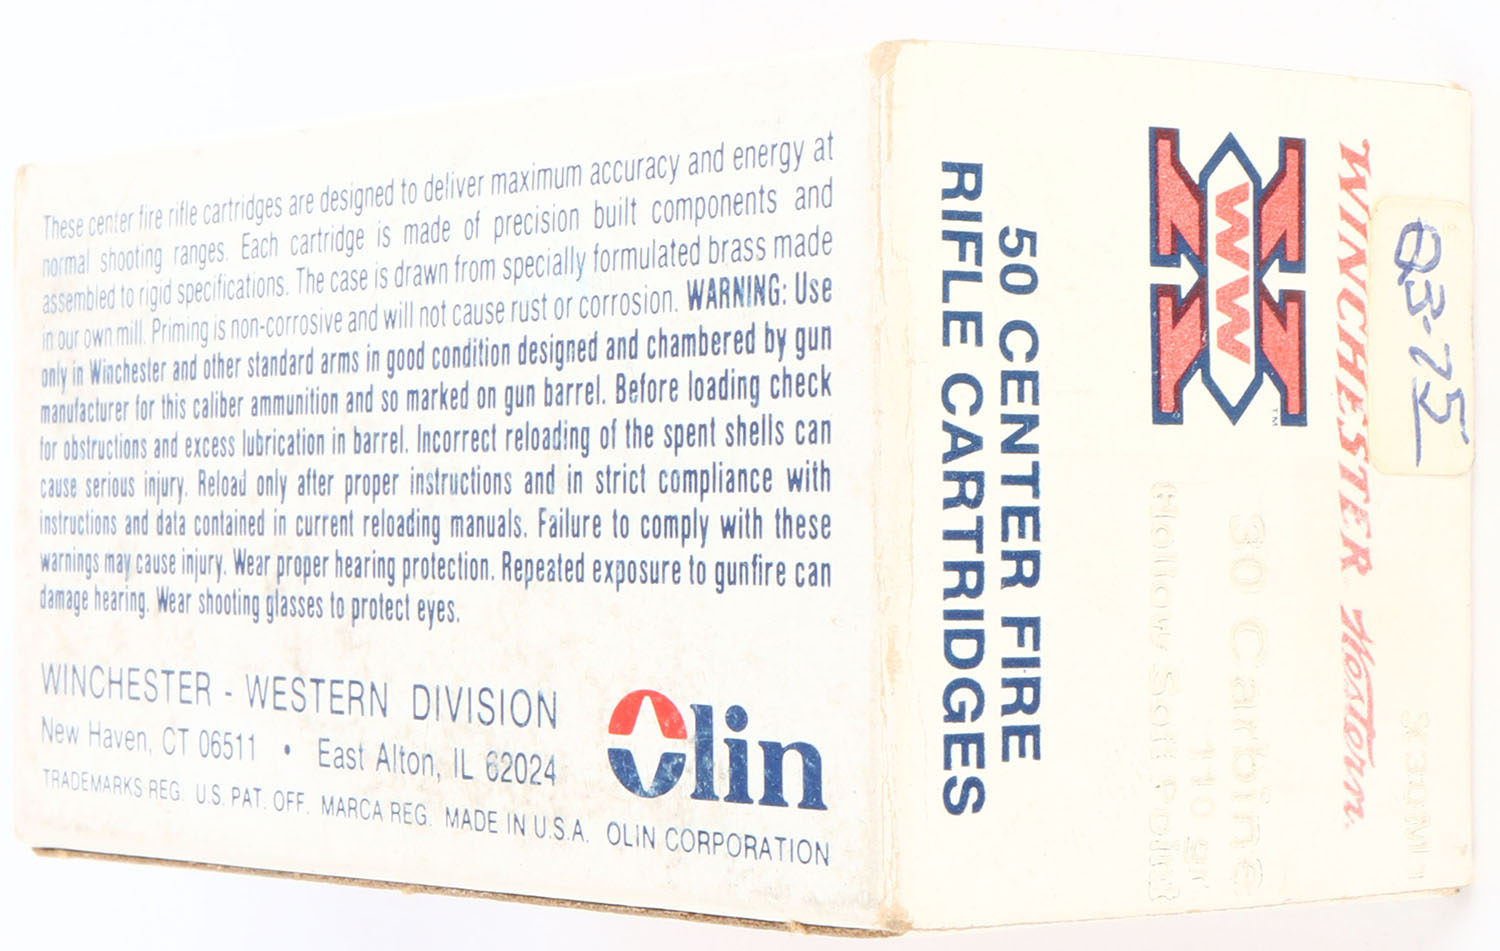 These center fire rifle cartridges are designed to deliver maximum accuracy and energy at
normal shooting ranges. Each cartridge is made of precision built components and
assembled to rigid specifications. The case is drawn from specially formulated brass made
in our own mill. Priming is non-corrosive and will not cause rust or corrosion. WARNING: Use
only in Winchester and other standard arms in good condition designed and chambered by gun
manufacturer for this caliber ammunition and so marked on gun barrel. Before loading check
for obstructions and excess lubrication in barrel. Incorrect reloading of the spent shells can
cause serious injury. Reload only after proper instructions and in strict compliance with
instructions and data contained in current reloading manuals. Failure to comply with these
warnings may cause injury. Wear proper hearing protection. Repeated exposure to gunfire can
damage hearing. Wear shooting glasses to protect eyes.
WINCHESTER - WESTERN DIVISION
New Haven, CT 06511 • East Alton, IL 62024
TRADEMARKS REG. U.S. PAT. OFF. MARCA REG. MADE IN U.S.A. OLIN CORPORATION
Olin
Q3-75
WINCHESTER Western
X WW TM
30 Carbine
110 gr
Hollow Soft Point
50 CENTER FIRE
RIFLE CARTRIDGES